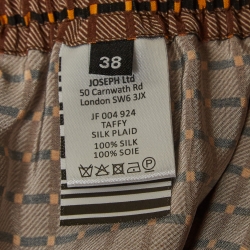 38
JOSEPH Ltd
50 Carnwath Rd
London SW6 3JX
JF 004 924
TAFFY
SILK PLAID
100% SILK
100% SOIE